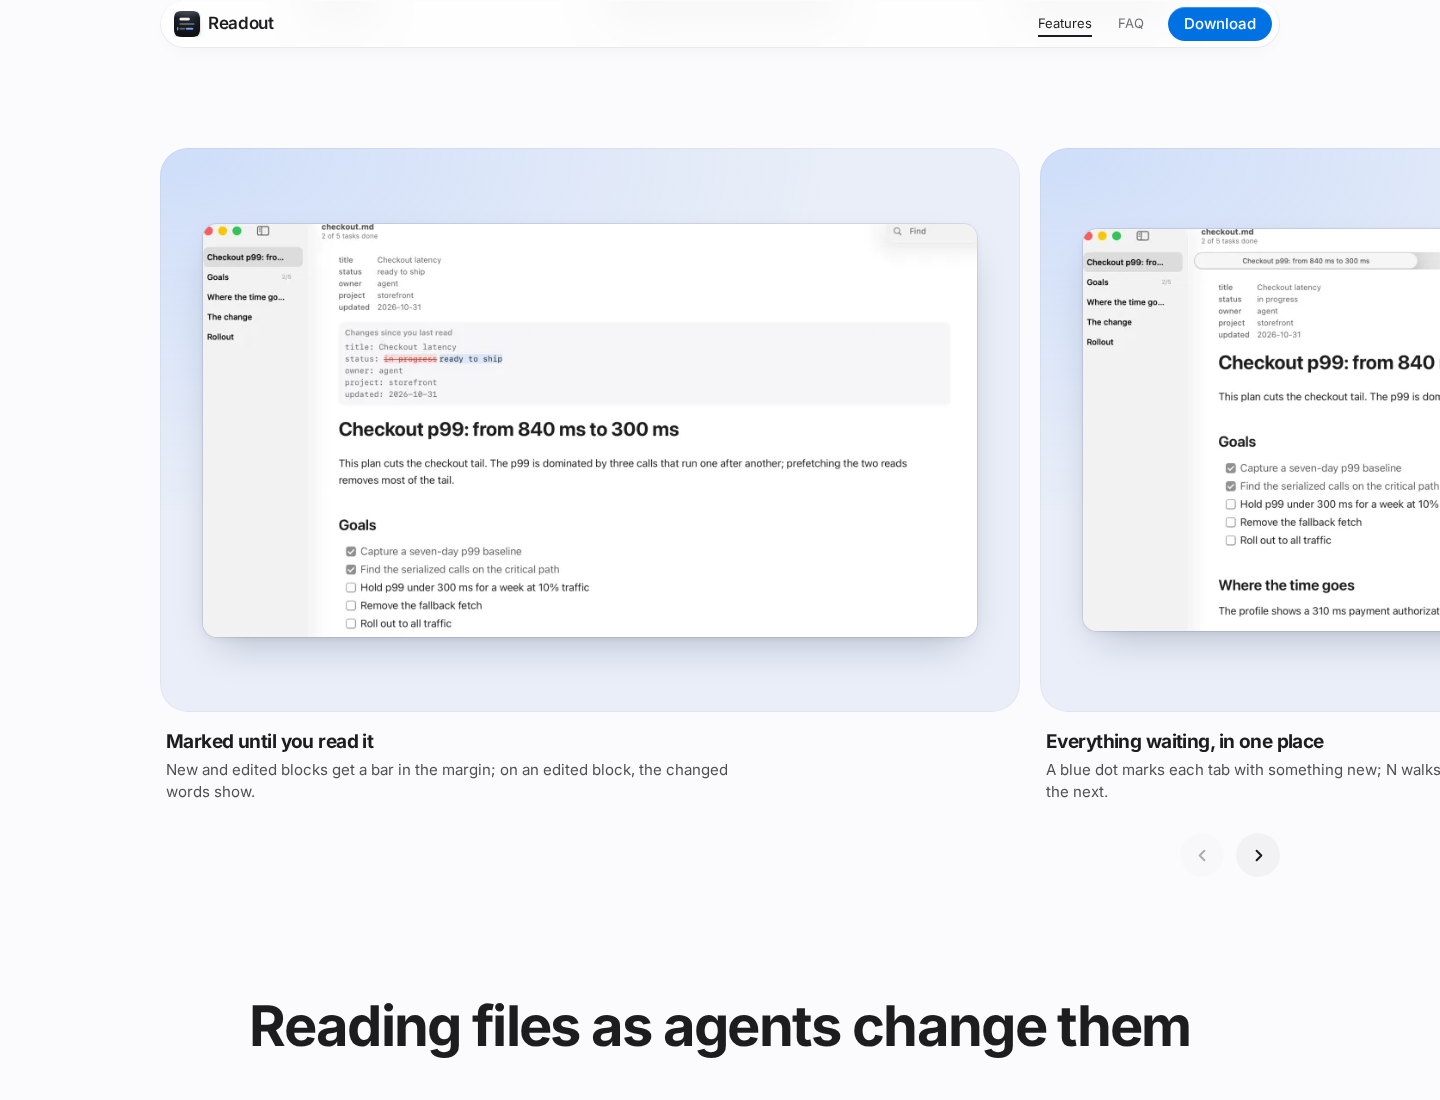 Readout
Features
FAQ
Download
checkout.md
2 of 5 tasks done
Find
Checkout p99: fro...
Goals 2/5
Where the time go...
The change
Rollout
title Checkout latency
status ready to ship
owner agent
project storefront
updated 2026-10-31
Changes since you last read
title: Checkout latency
status: in progress ready to ship
owner: agent
project: storefront
updated: 2026-10-31
Checkout p99: from 840 ms to 300 ms
This plan cuts the checkout tail. The p99 is dominated by three calls that run one after another; prefetching the two reads
removes most of the tail.
Goals
Capture a seven-day p99 baseline
Find the serialized calls on the critical path
Hold p99 under 300 ms for a week at 10% traffic
Remove the fallback fetch
Roll out to all traffic
Marked until you read it
New and edited blocks get a bar in the margin; on an edited block, the changed
words show.
checkout.md
2 of 5 tasks done
Checkout p99: from 840 ms to 300 ms
Checkout p99: fro...
Goals 2/5
Where the time go...
The change
Rollout
title Checkout latency
status in progress
owner agent
project storefront
updated 2026-10-31
Checkout p99: from 840
This plan cuts the checkout tail. The p99 is dom
Goals
Capture a seven-day p99 baseline
Find the serialized calls on the critical path
Hold p99 under 300 ms for a week at 10%
Remove the fallback fetch
Roll out to all traffic
Where the time goes
The profile shows a 310 ms payment authorizat
Everything waiting, in one place
A blue dot marks each tab with something new; N walks
the next.
Reading files as agents change them